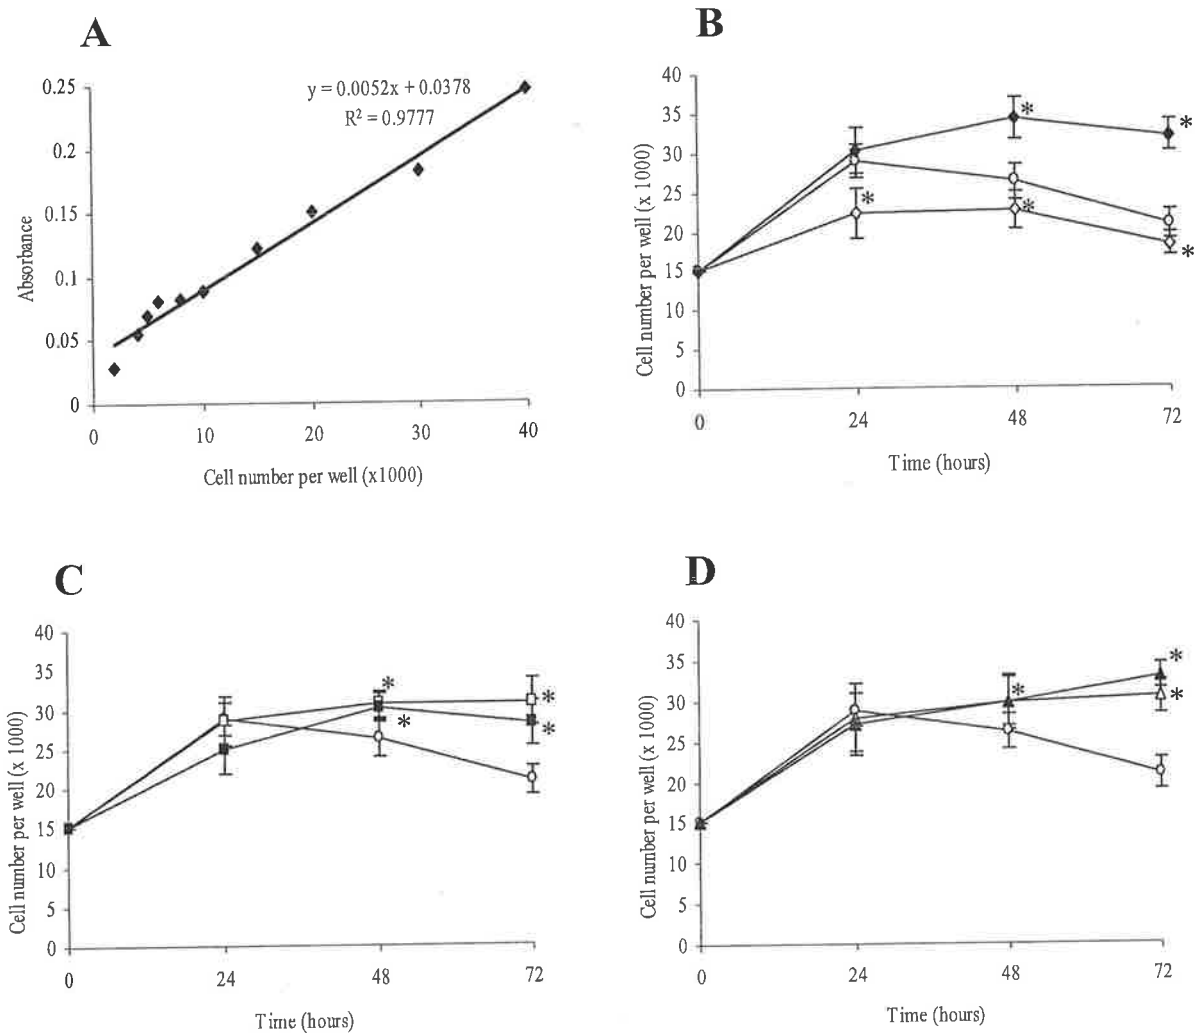 A
y = 0.0052x + 0.0378
R² = 0.9777
0.25
0.2
0.15
0.1
0.05
0
Absorbance
0 10 20 30 40
Cell number per well (x1000)
B
40
35
30
25
20
15
10
5
0
Cell number per well (x 1000)
* * * * *
0 24 48 72
Time (hours)
C
40
35
30
25
20
15
10
5
0
Cell number per well (x 1000)
* * * *
0 24 48 72
Time (hours)
D
40
35
30
25
20
15
10
5
0
Cell number per well (x 1000)
* * *
0 24 48 72
Time (hours)